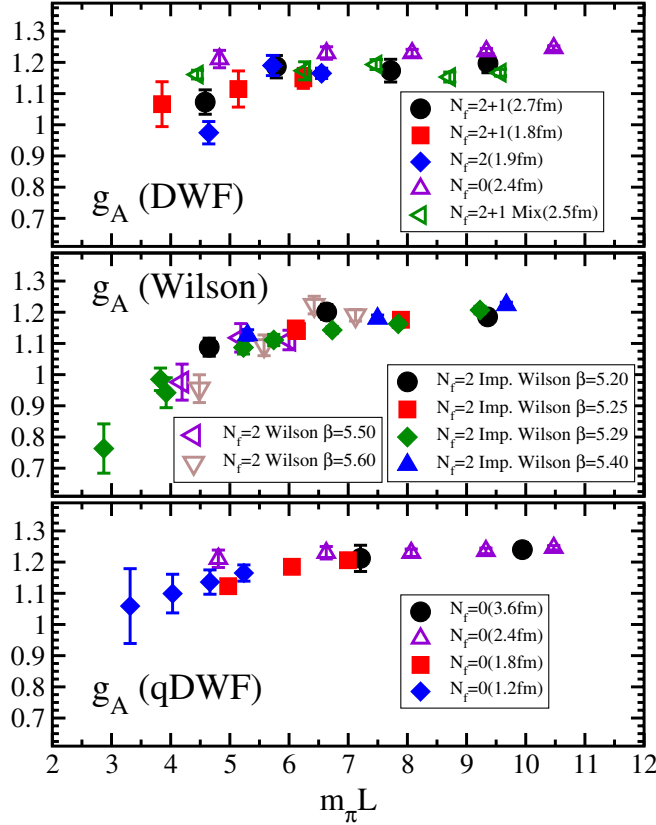 1.3
1.2
1.1
1
0.9
0.8
0.7
g_A (DWF)
N_f=2+1(2.7fm)
N_f=2+1(1.8fm)
N_f=2(1.9fm)
N_f=0(2.4fm)
N_f=2+1 Mix(2.5fm)
1.3
1.2
1.1
1
0.9
0.8
0.7
g_A (Wilson)
N_f=2 Wilson β=5.50
N_f=2 Wilson β=5.60
N_f=2 Imp. Wilson β=5.20
N_f=2 Imp. Wilson β=5.25
N_f=2 Imp. Wilson β=5.29
N_f=2 Imp. Wilson β=5.40
1.3
1.2
1.1
1
0.9
0.8
0.7
g_A (qDWF)
N_f=0(3.6fm)
N_f=0(2.4fm)
N_f=0(1.8fm)
N_f=0(1.2fm)
2 3 4 5 6 7 8 9 10 11 12
m_πL